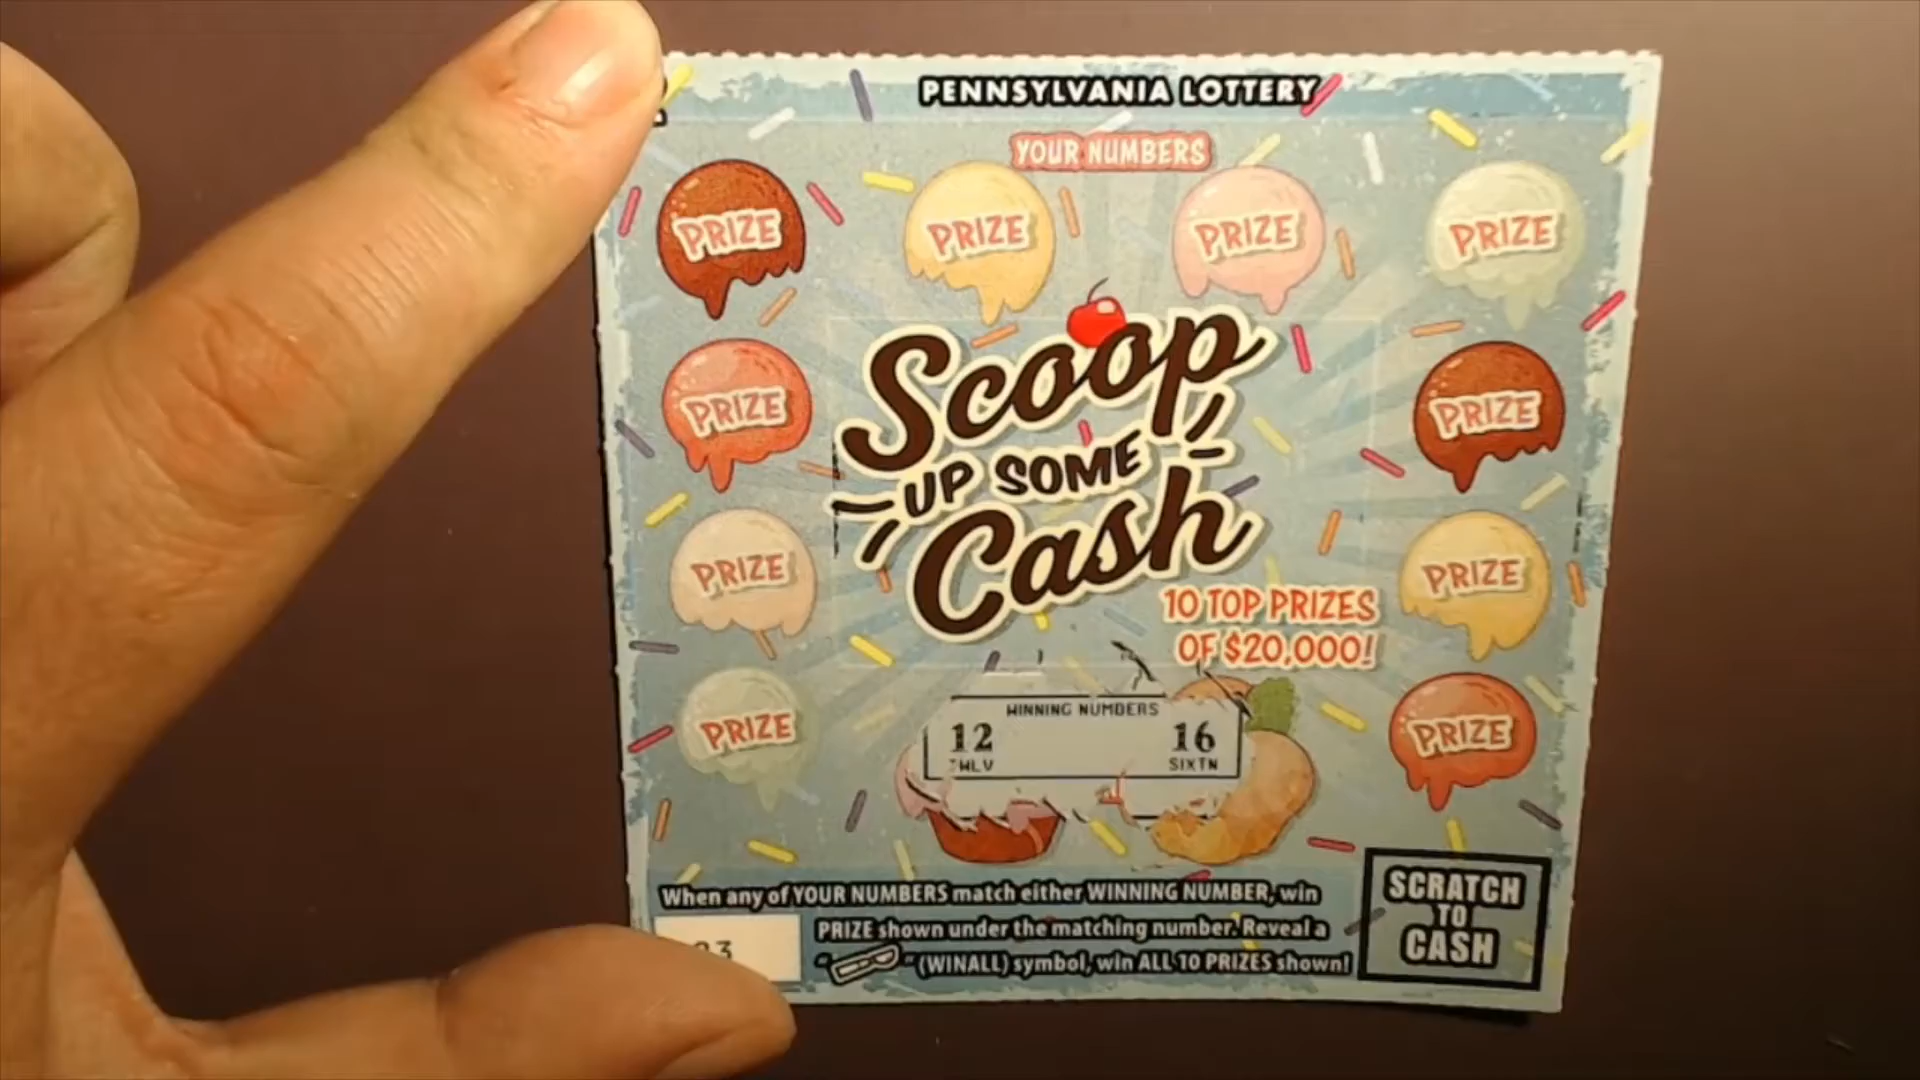 PENNSYLVANIA LOTTERY
YOUR NUMBERS
PRIZE PRIZE PRIZE PRIZE
PRIZE PRIZE
PRIZE PRIZE
PRIZE PRIZE
Scoop
UP SOME
Cash
10 TOP PRIZES
OF $20,000!
WINNING NUMBERS
12 16
TWLV SIXTN
When any of YOUR NUMBERS match either WINNING NUMBER, win
PRIZE shown under the matching number. Reveal a
" " (WINALL) symbol, win ALL 10 PRIZES shown!
SCRATCH
TO
CASH